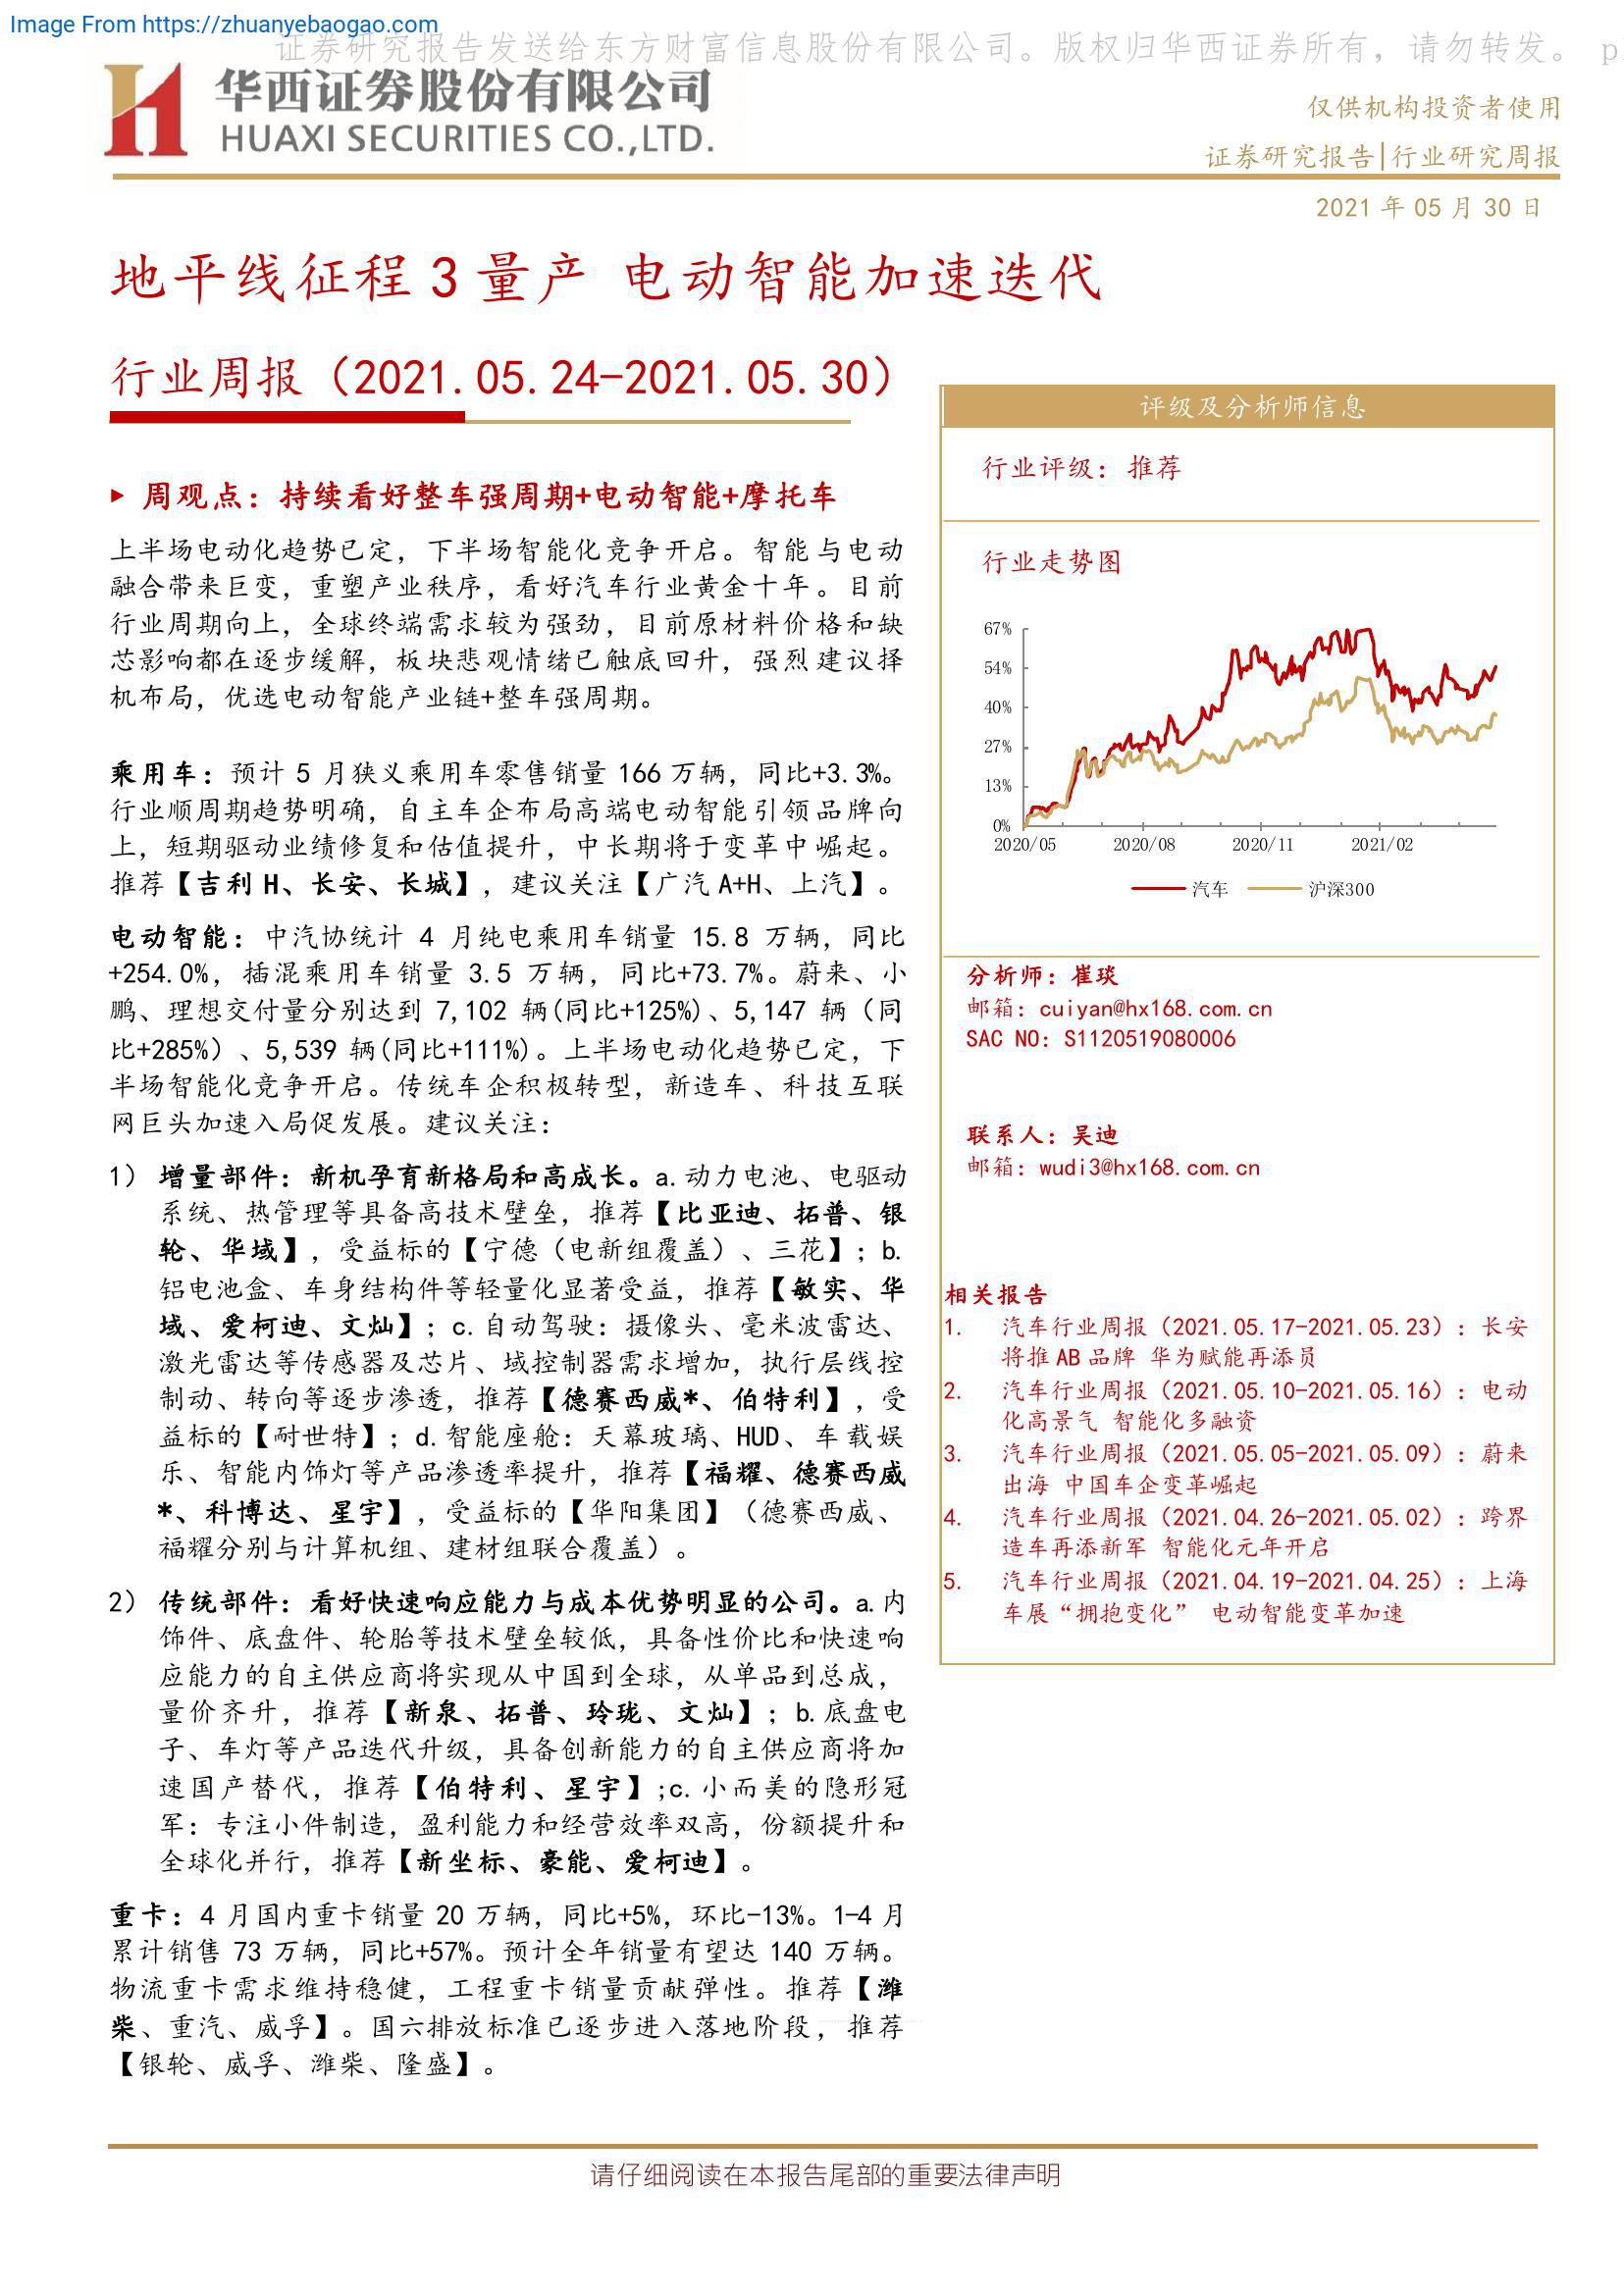 Image From https://zhuanyebaogao.com
证券研究报告发送给东方财富信息股份有限公司。版权归华西证券所有，请勿转发。 p
华西证券股份有限公司
HUAXI SECURITIES CO.,LTD.
仅供机构投资者使用
证券研究报告|行业研究周报
2021 年 05 月 30 日
地平线征程 3 量产 电动智能加速迭代
行业周报（2021.05.24-2021.05.30）
周观点：持续看好整车强周期+电动智能+摩托车
上半场电动化趋势已定，下半场智能化竞争开启。智能与电动
融合带来巨变，重塑产业秩序，看好汽车行业黄金十年。目前
行业周期向上，全球终端需求较为强劲，目前原材料价格和缺
芯影响都在逐步缓解，板块悲观情绪已触底回升，强烈建议择
机布局，优选电动智能产业链+整车强周期。
乘用车：预计 5 月狭义乘用车零售销量 166 万辆，同比+3.3%。
行业顺周期趋势明确，自主车企布局高端电动智能引领品牌向
上，短期驱动业绩修复和估值提升，中长期将于变革中崛起。
推荐【吉利 H、长安、长城】，建议关注【广汽 A+H、上汽】。
电动智能：中汽协统计 4 月纯电乘用车销量 15.8 万辆，同比
+254.0%，插混乘用车销量 3.5 万辆，同比+73.7%。蔚来、小
鹏、理想交付量分别达到 7,102 辆(同比+125%)、5,147 辆（同
比+285%）、5,539 辆(同比+111%)。上半场电动化趋势已定，下
半场智能化竞争开启。传统车企积极转型，新造车、科技互联
网巨头加速入局促发展。建议关注：
1） 增量部件：新机孕育新格局和高成长。a.动力电池、电驱动
系统、热管理等具备高技术壁垒，推荐【比亚迪、拓普、银
轮、华域】，受益标的【宁德（电新组覆盖）、三花】；b.
铝电池盒、车身结构件等轻量化显著受益，推荐【敏实、华
域、爱柯迪、文灿】；c.自动驾驶：摄像头、毫米波雷达、
激光雷达等传感器及芯片、域控制器需求增加，执行层线控
制动、转向等逐步渗透，推荐【德赛西威*、伯特利】，受
益标的【耐世特】；d.智能座舱：天幕玻璃、HUD、车载娱
乐、智能内饰灯等产品渗透率提升，推荐【福耀、德赛西威
*、科博达、星宇】，受益标的【华阳集团】（德赛西威、
福耀分别与计算机组、建材组联合覆盖）。
2） 传统部件：看好快速响应能力与成本优势明显的公司。a.内
饰件、底盘件、轮胎等技术壁垒较低，具备性价比和快速响
应能力的自主供应商将实现从中国到全球，从单品到总成，
量价齐升，推荐【新泉、拓普、玲珑、文灿】；b.底盘电
子、车灯等产品迭代升级，具备创新能力的自主供应商将加
速国产替代，推荐【伯特利、星宇】;c.小而美的隐形冠
军：专注小件制造，盈利能力和经营效率双高，份额提升和
全球化并行，推荐【新坐标、豪能、爱柯迪】。
重卡：4 月国内重卡销量 20 万辆，同比+5%，环比-13%。1-4 月
累计销售 73 万辆，同比+57%。预计全年销量有望达 140 万辆。
物流重卡需求维持稳健，工程重卡销量贡献弹性。推荐【潍
柴、重汽、威孚】。国六排放标准已逐步进入落地阶段，推荐
【银轮、威孚、潍柴、隆盛】。
评级及分析师信息
行业评级：推荐
行业走势图
67%
54%
40%
27%
13%
0%
2020/05 2020/08 2020/11 2021/02
汽车 沪深300
分析师：崔琰
邮箱：cuiyan@hx168.com.cn
SAC NO：S1120519080006
联系人：吴迪
邮箱：wudi3@hx168.com.cn
相关报告
1. 汽车行业周报（2021.05.17-2021.05.23）：长安
将推 AB 品牌 华为赋能再添员
2. 汽车行业周报（2021.05.10-2021.05.16）：电动
化高景气 智能化多融资
3. 汽车行业周报（2021.05.05-2021.05.09）：蔚来
出海 中国车企变革崛起
4. 汽车行业周报（2021.04.26-2021.05.02）：跨界
造车再添新军 智能化元年开启
5. 汽车行业周报（2021.04.19-2021.04.25）：上海
车展“拥抱变化” 电动智能变革加速
请仔细阅读在本报告尾部的重要法律声明